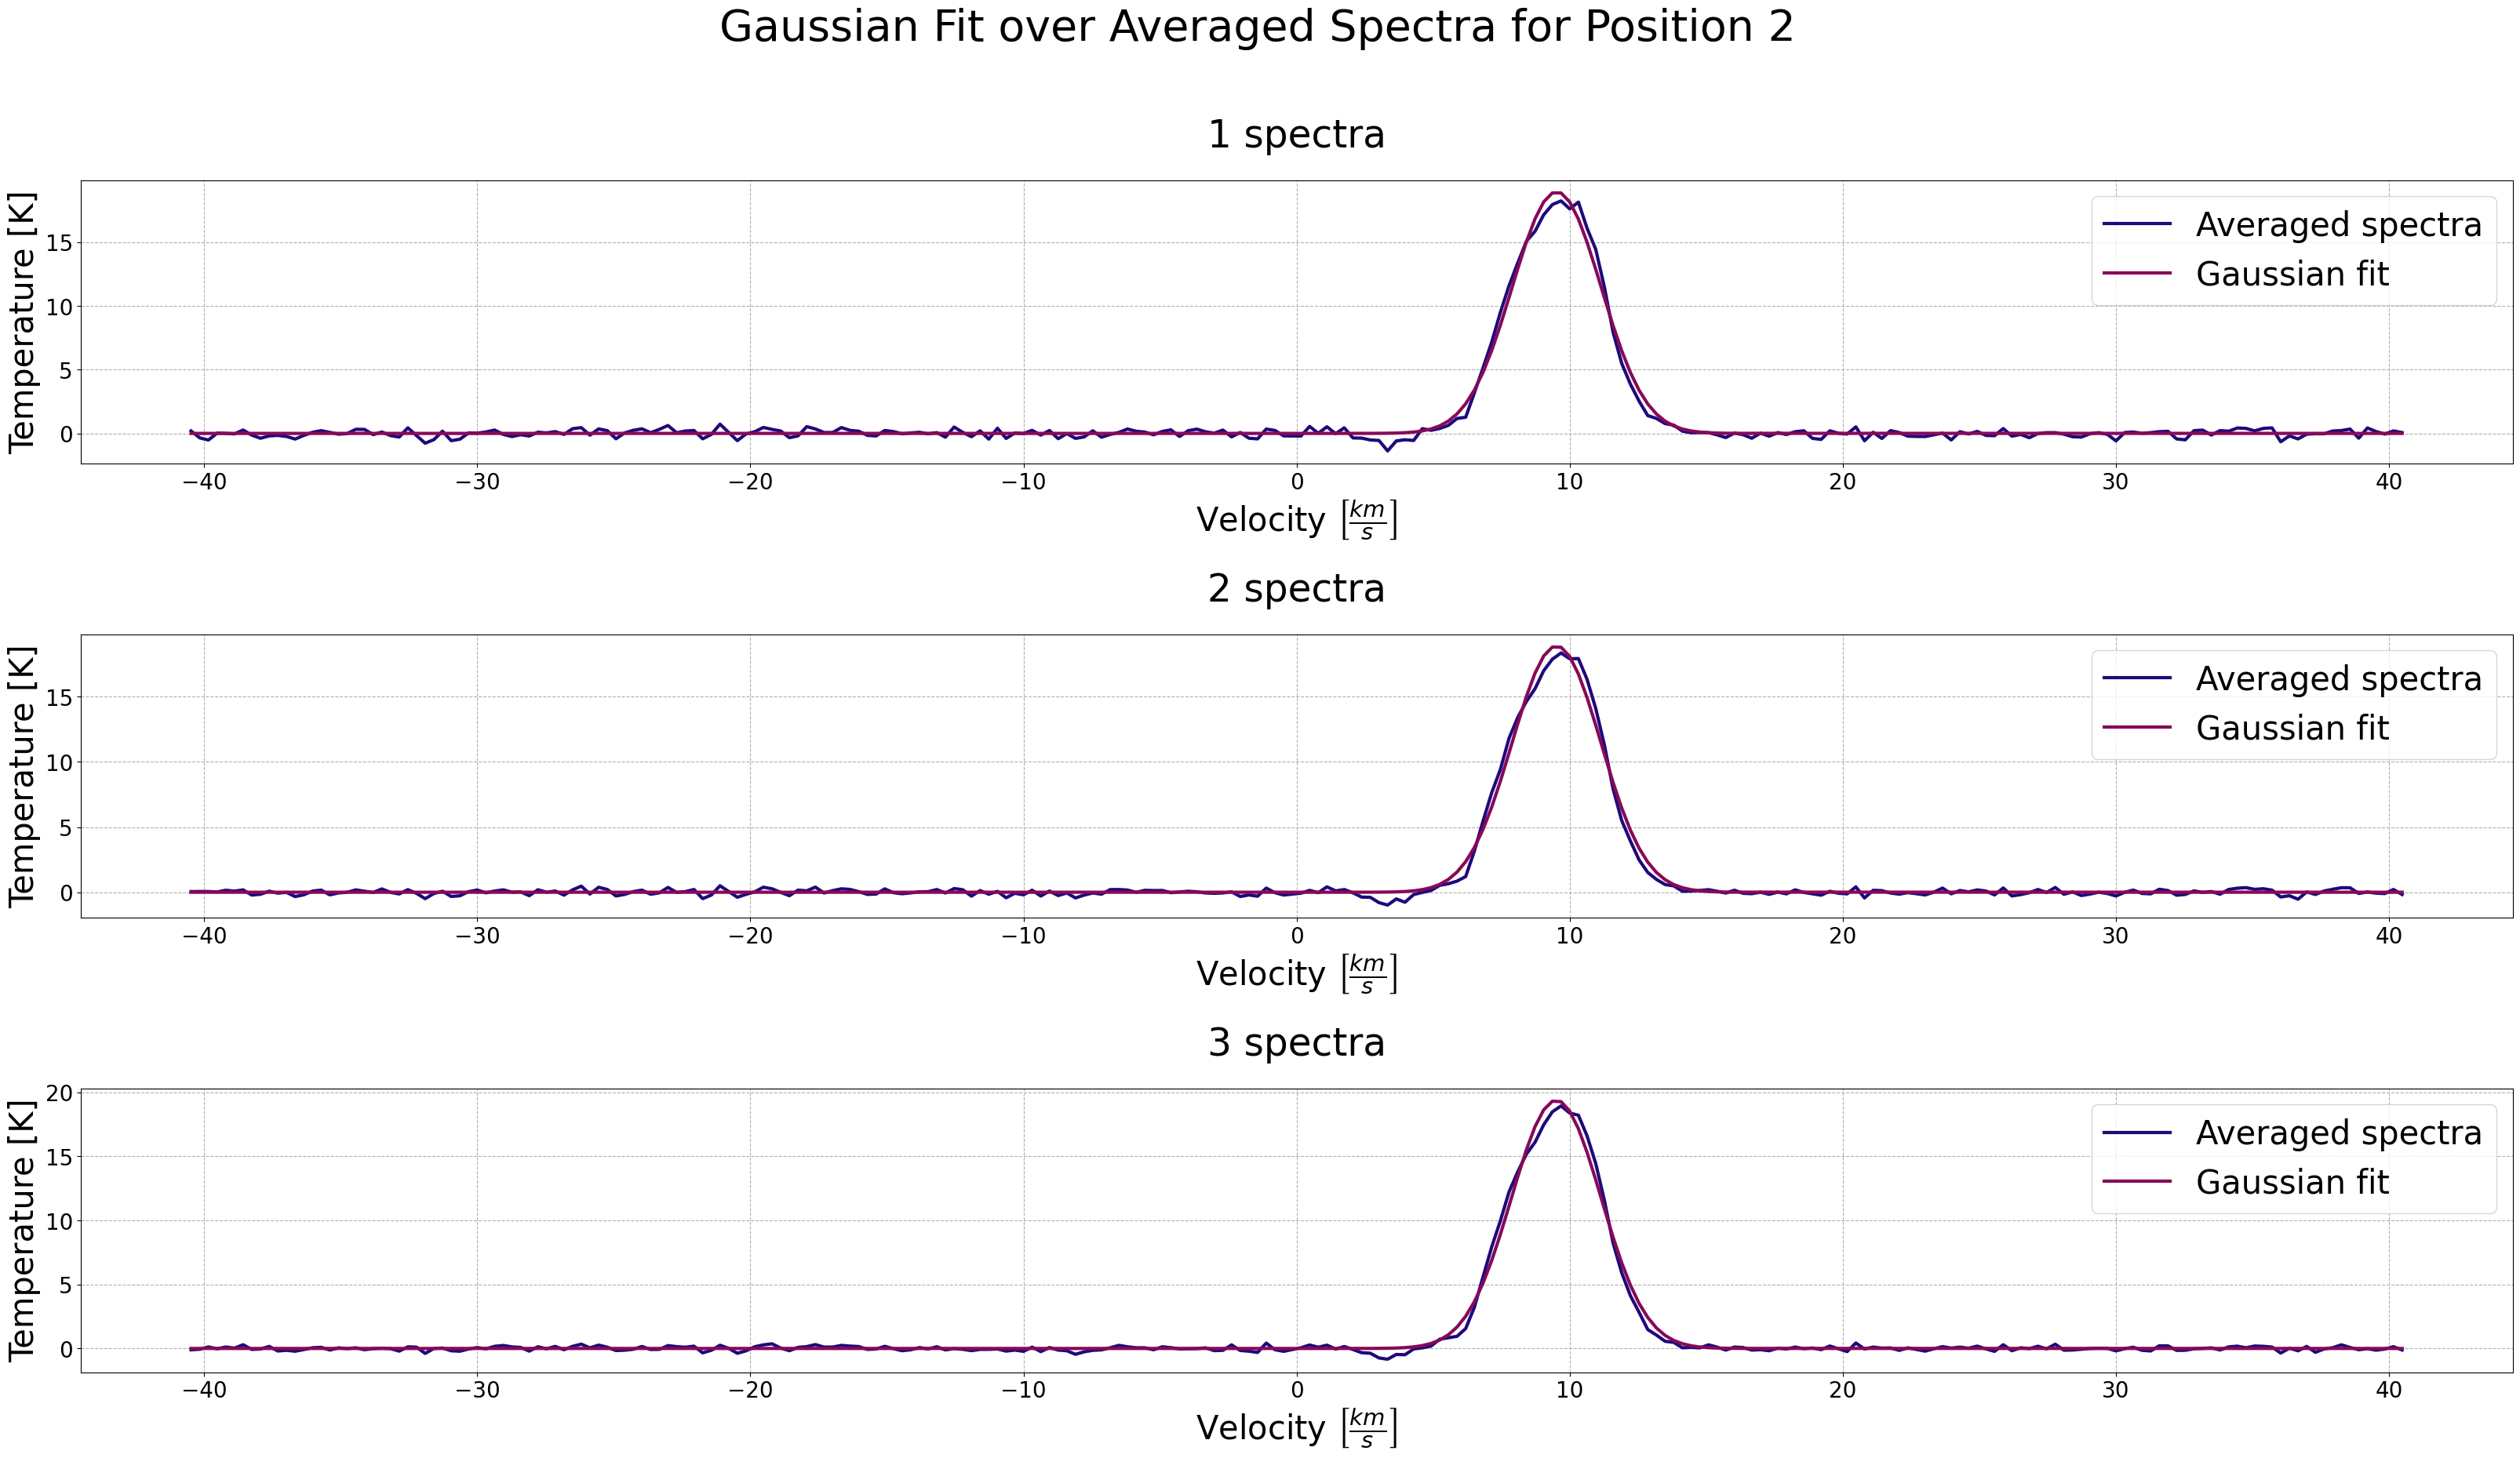 Gaussian Fit over Averaged Spectra for Position 2
1 spectra
Temperature [K]
15
10
5
0
Averaged spectra
Gaussian fit
−40 −30 −20 −10 0 10 20 30 40
Velocity [km/s]
2 spectra
Temperature [K]
15
10
5
0
Averaged spectra
Gaussian fit
−40 −30 −20 −10 0 10 20 30 40
Velocity [km/s]
3 spectra
Temperature [K]
20
15
10
5
0
Averaged spectra
Gaussian fit
−40 −30 −20 −10 0 10 20 30 40
Velocity [km/s]